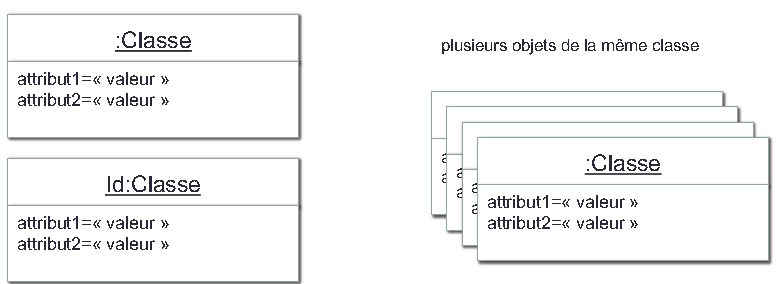 :Classe
attribut1=« valeur »
attribut2=« valeur »
Id:Classe
attribut1=« valeur »
attribut2=« valeur »
plusieurs objets de la même classe
a
a
a
a
a
a
:Classe
attribut1=« valeur »
attribut2=« valeur »